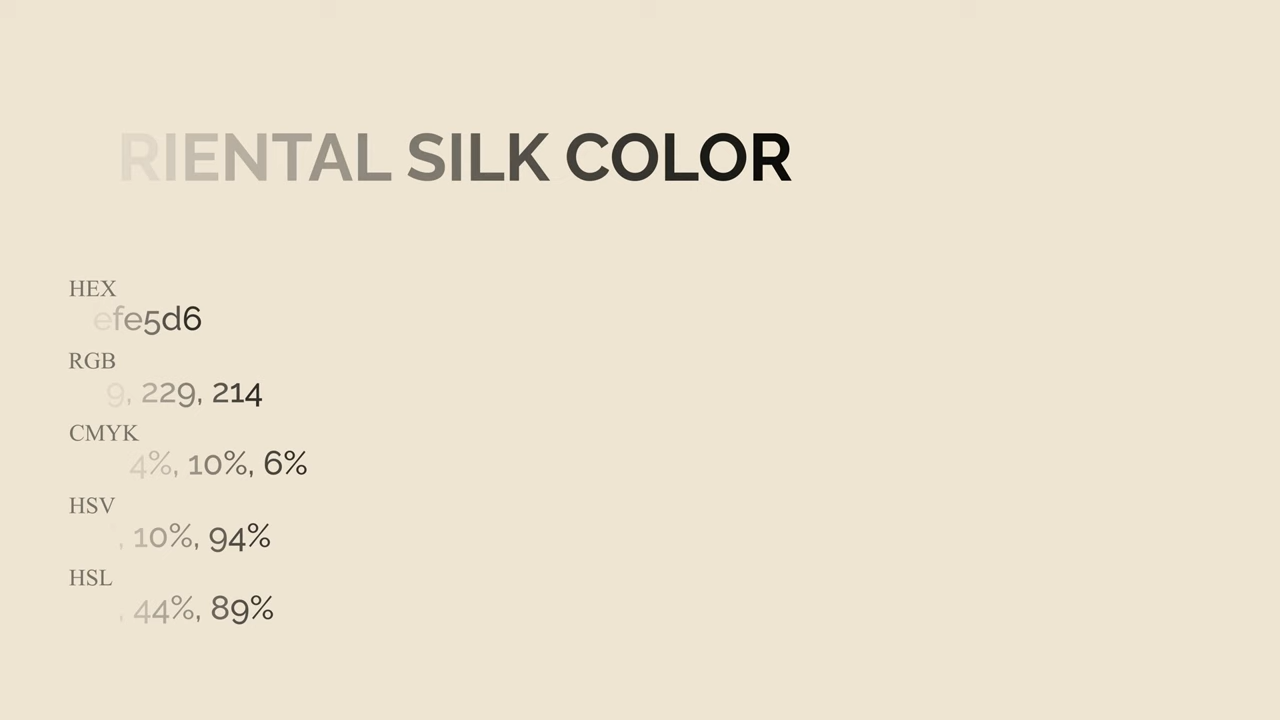 RIENTAL SILK COLOR
HEX
efe5d6
RGB
9, 229, 214
CMYK
4%, 10%, 6%
HSV
, 10%, 94%
HSL
, 44%, 89%